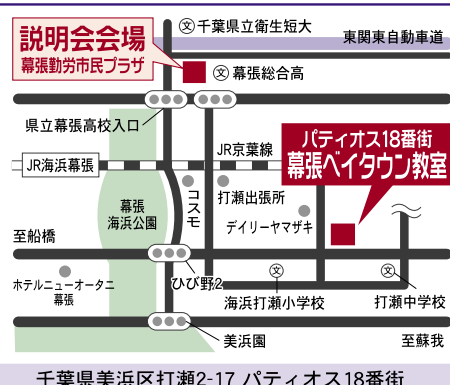 説明会会場
幕張勤労市民プラザ
文 千葉県立衛生短大
東関東自動車道
文 幕張総合高
県立幕張高校入口
JR京葉線
JR海浜幕張
パティオス18番街
幕張ベイタウン教室
幕張
海浜公園
コスモ
打瀬出張所
デイリーヤマザキ
至船橋
ホテルニューオータニ
幕張
ひび野2
文
海浜打瀬小学校
文
打瀬中学校
美浜園
至蘇我
千葉県美浜区打瀬2-17 パティオス18番街